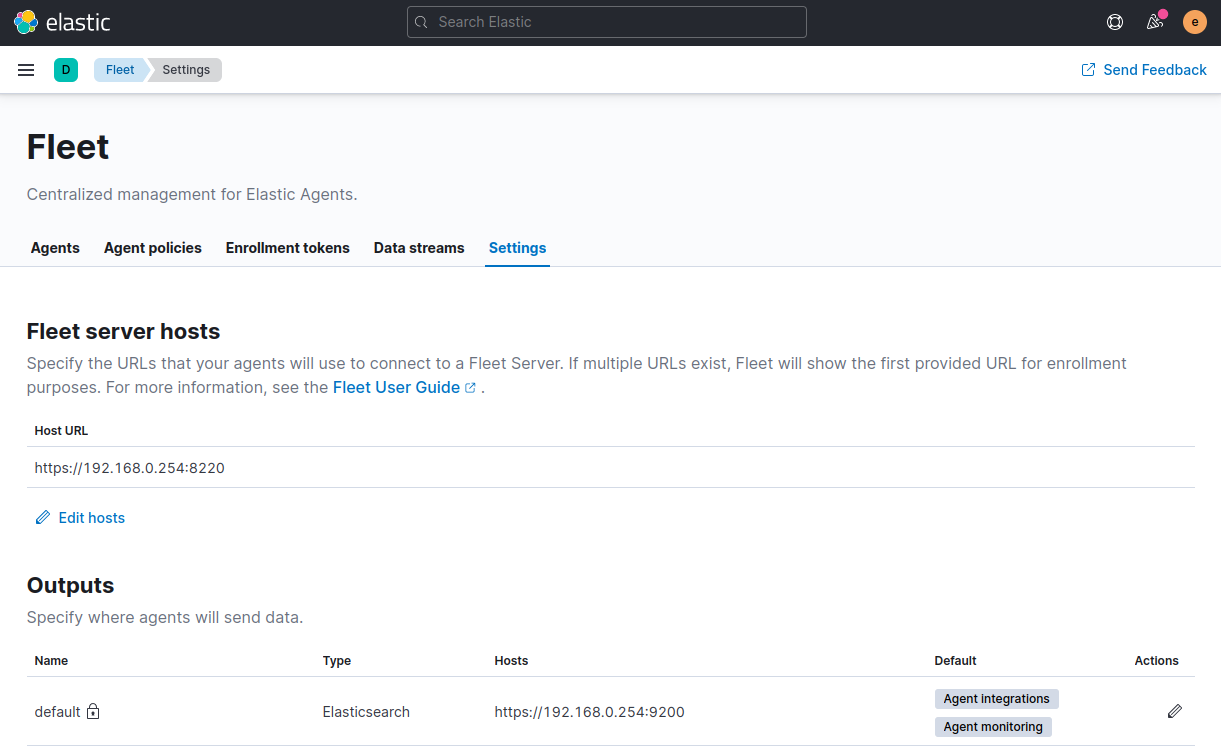 elastic
Search Elastic
e
D
Fleet
Settings
Send Feedback
Fleet
Centralized management for Elastic Agents.
Agents
Agent policies
Enrollment tokens
Data streams
Settings
Fleet server hosts
Specify the URLs that your agents will use to connect to a Fleet Server. If multiple URLs exist, Fleet will show the first provided URL for enrollment
purposes. For more information, see the Fleet User Guide .
Host URL
https://192.168.0.254:8220
Edit hosts
Outputs
Specify where agents will send data.
Name Type Hosts Default Actions
default Elasticsearch https://192.168.0.254:9200 Agent integrations
Agent monitoring